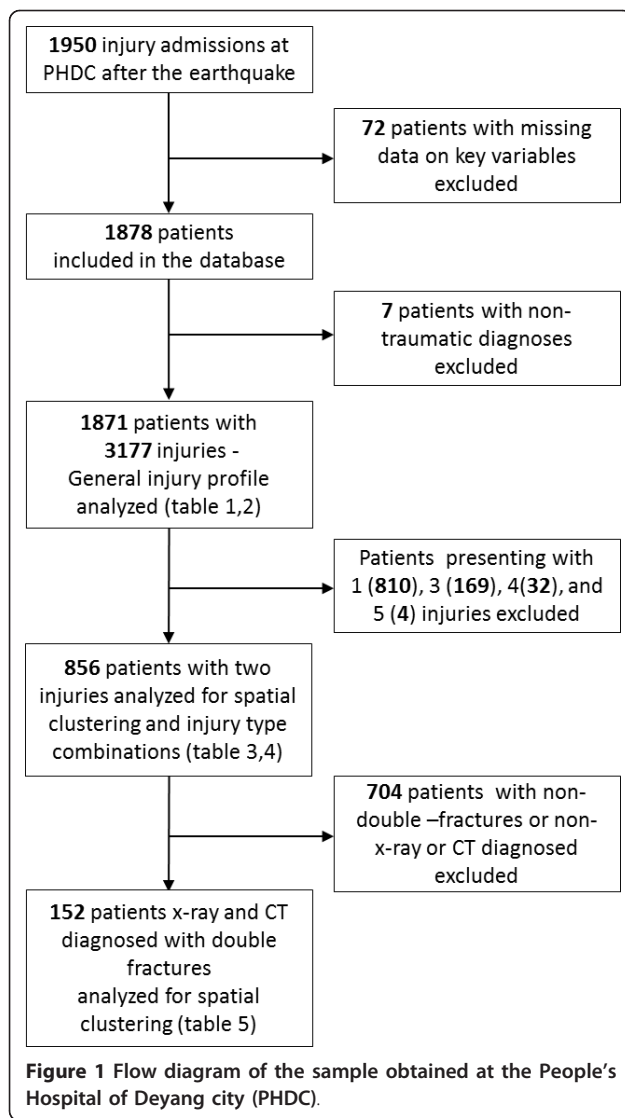 1950 injury admissions at
PHDC after the earthquake
72 patients with missing
data on key variables
excluded
1878 patients
included in the database
7 patients with non-
traumatic diagnoses
excluded
1871 patients with
3177 injuries -
General injury profile
analyzed (table 1,2)
Patients presenting with
1 (810), 3 (169), 4(32), and
5 (4) injuries excluded
856 patients with two
injuries analyzed for spatial
clustering and injury type
combinations (table 3,4)
704 patients with non-
double –fractures or non-
x-ray or CT diagnosed
excluded
152 patients x-ray and CT
diagnosed with double
fractures
analyzed for spatial
clustering (table 5)
Figure 1 Flow diagram of the sample obtained at the People's
Hospital of Deyang city (PHDC).